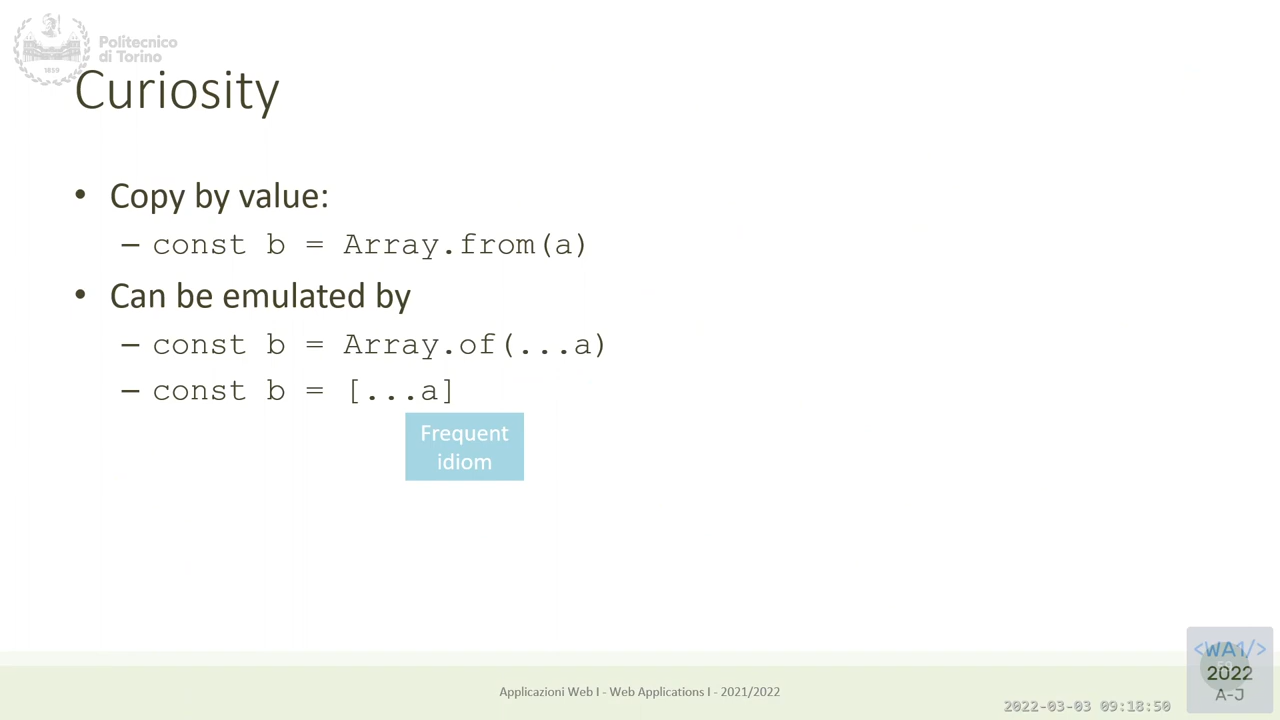 Politecnico
di Torino
1859
Curiosity
• Copy by value:
– const b = Array.from(a)
• Can be emulated by
– const b = Array.of(...a)
– const b = [...a]
Frequent
idiom
<WA1/>
2022
A-J
Applicazioni Web I - Web Applications I - 2021/2022
2022-03-03 09:18:50